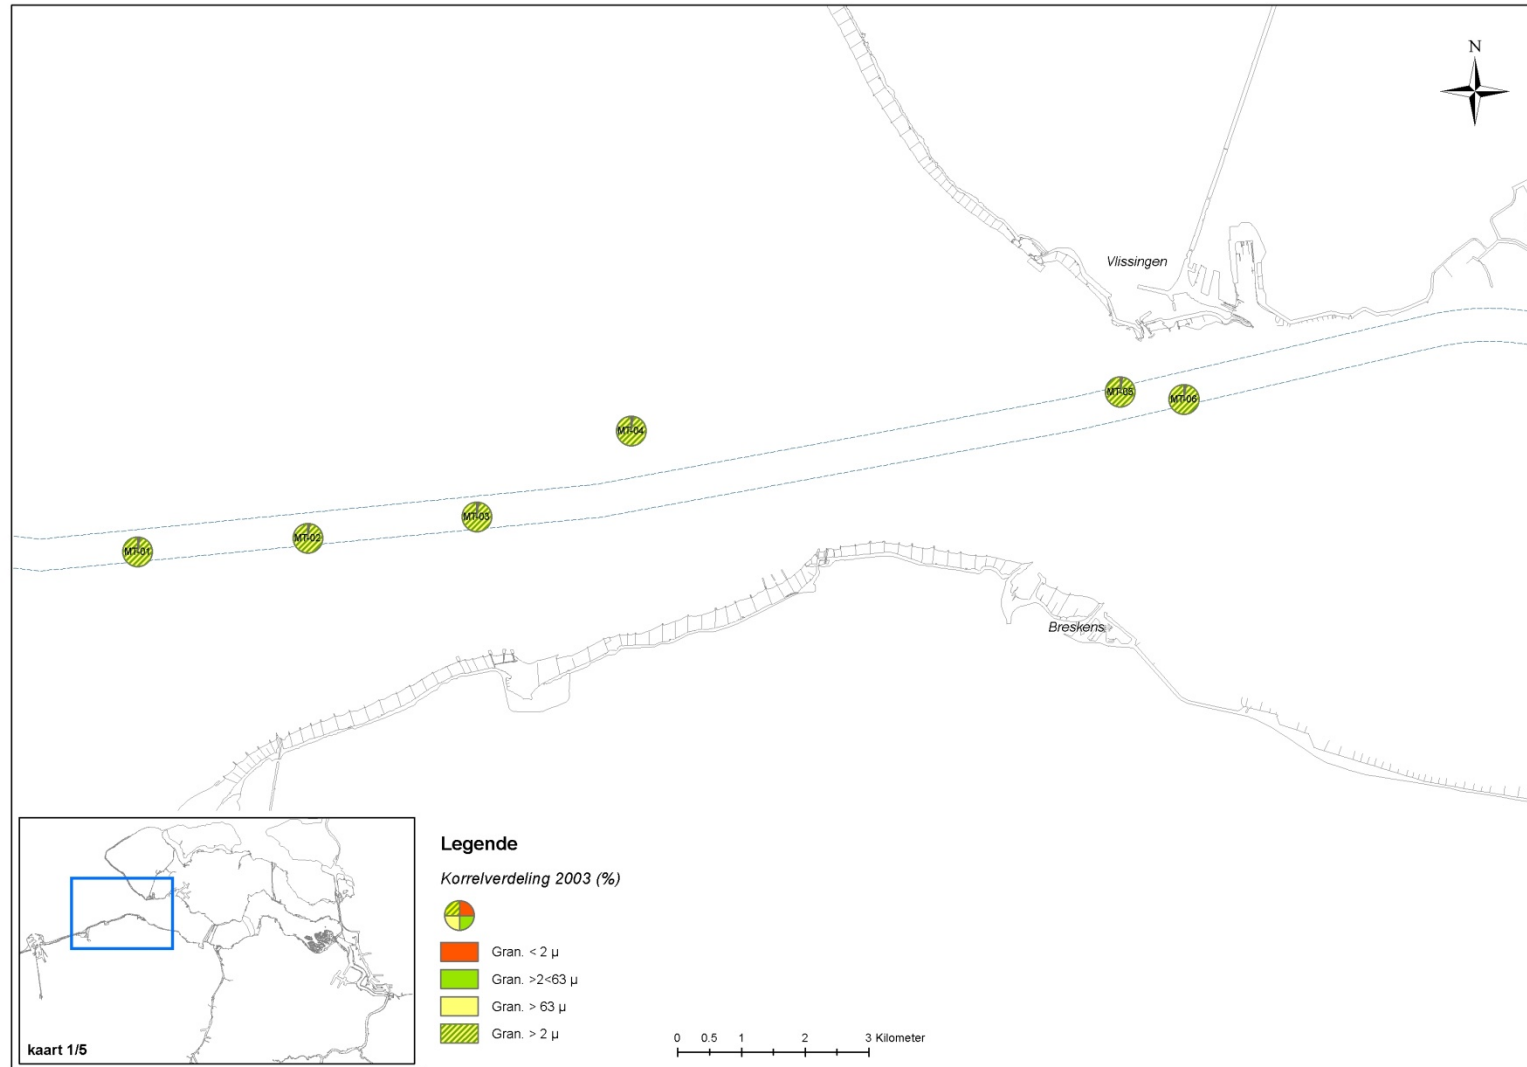 N
Vlissingen
MT-05
MT-06
MT-04
MT-03
MT-02
MT-01
Breskens
Legende
Korrelverdeling 2003 (%)
Gran. < 2 µ
Gran. >2<63 µ
Gran. > 63 µ
Gran. > 2 µ
kaart 1/5
0 0.5 1 2 3 Kilometer